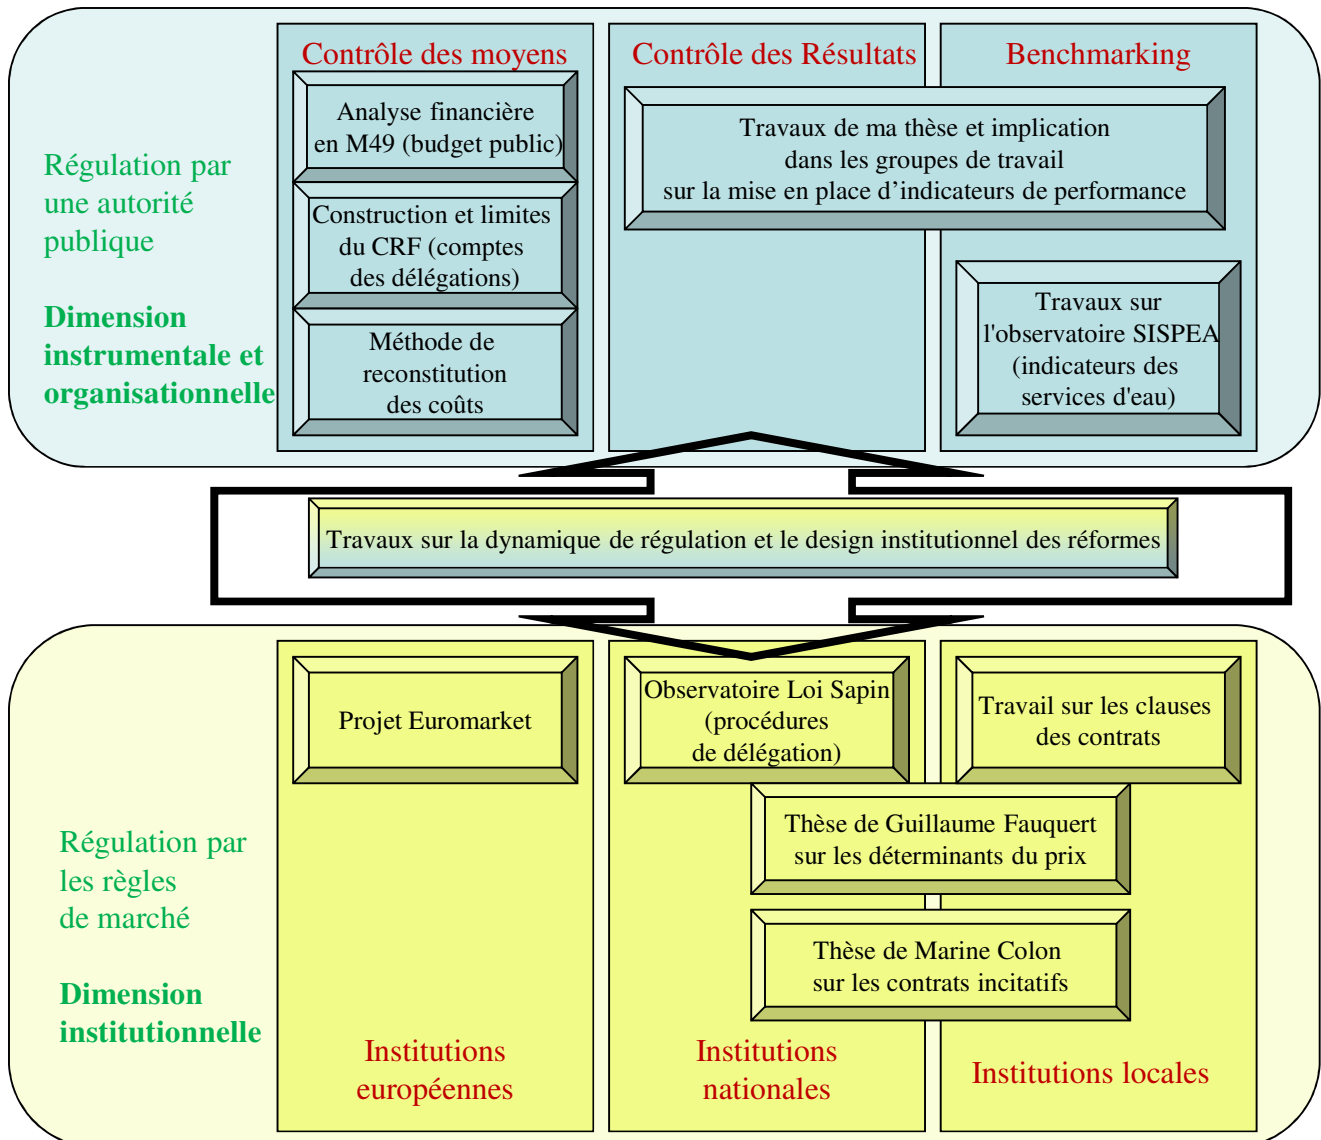 Contrôle des moyens
Contrôle des Résultats
Benchmarking
Régulation par
une autorité
publique
Dimension
instrumentale et
organisationnelle
Analyse financière
en M49 (budget public)
Construction et limites
du CRF (comptes
des délégations)
Méthode de
reconstitution
des coûts
Travaux de ma thèse et implication
dans les groupes de travail
sur la mise en place d’indicateurs de performance
Travaux sur
l'observatoire SISPEA
(indicateurs des
services d'eau)
Travaux sur la dynamique de régulation et le design institutionnel des réformes
Régulation par
les règles
de marché
Dimension
institutionnelle
Projet Euromarket
Observatoire Loi Sapin
(procédures
de délégation)
Travail sur les clauses
des contrats
Thèse de Guillaume Fauquert
sur les déterminants du prix
Thèse de Marine Colon
sur les contrats incitatifs
Institutions
européennes
Institutions
nationales
Institutions locales